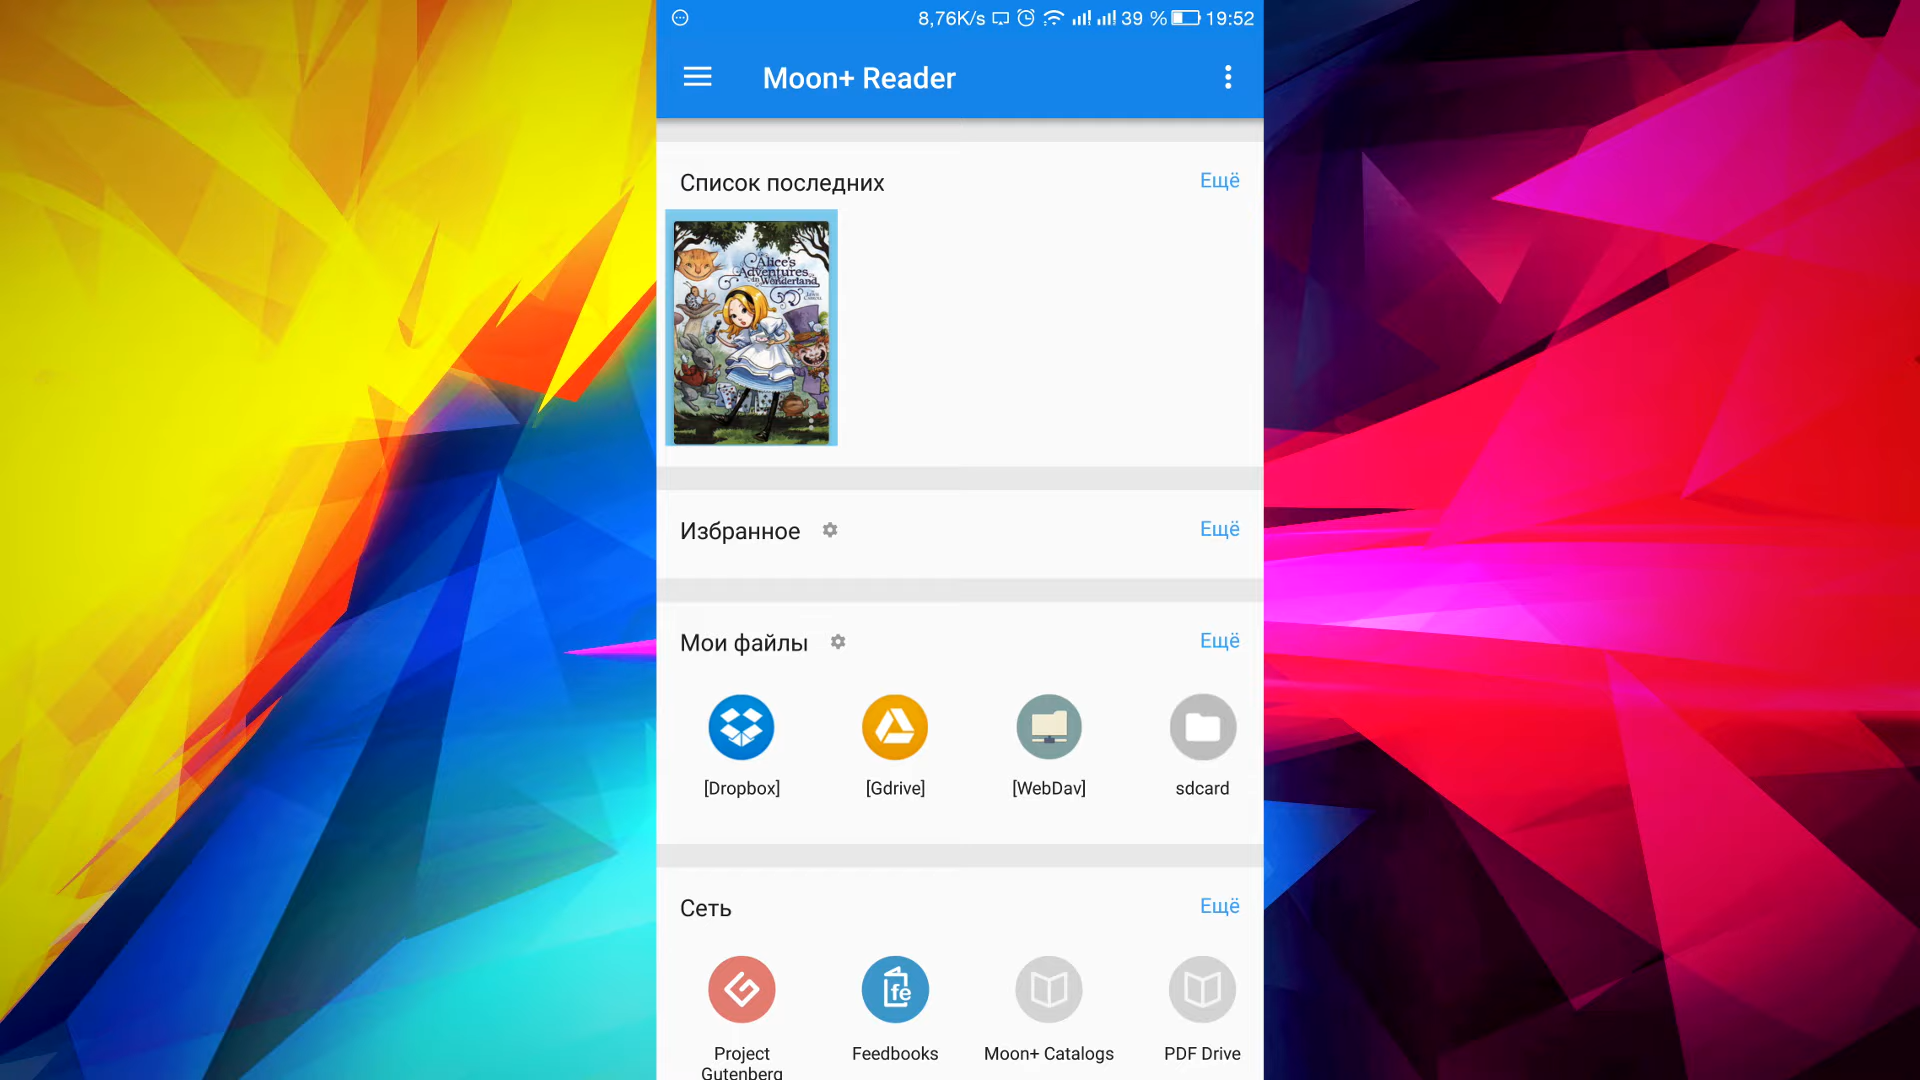 8,76K/s 39 % 19:52
Moon+ Reader
Список последних Ещё
Alice's
Adventures
in Wonderland
Избранное Ещё
Мои файлы Ещё
[Dropbox] [Gdrive] [WebDav] sdcard
Сеть Ещё
fe
Project Feedbooks Moon+ Catalogs PDF Drive
Gutenberg